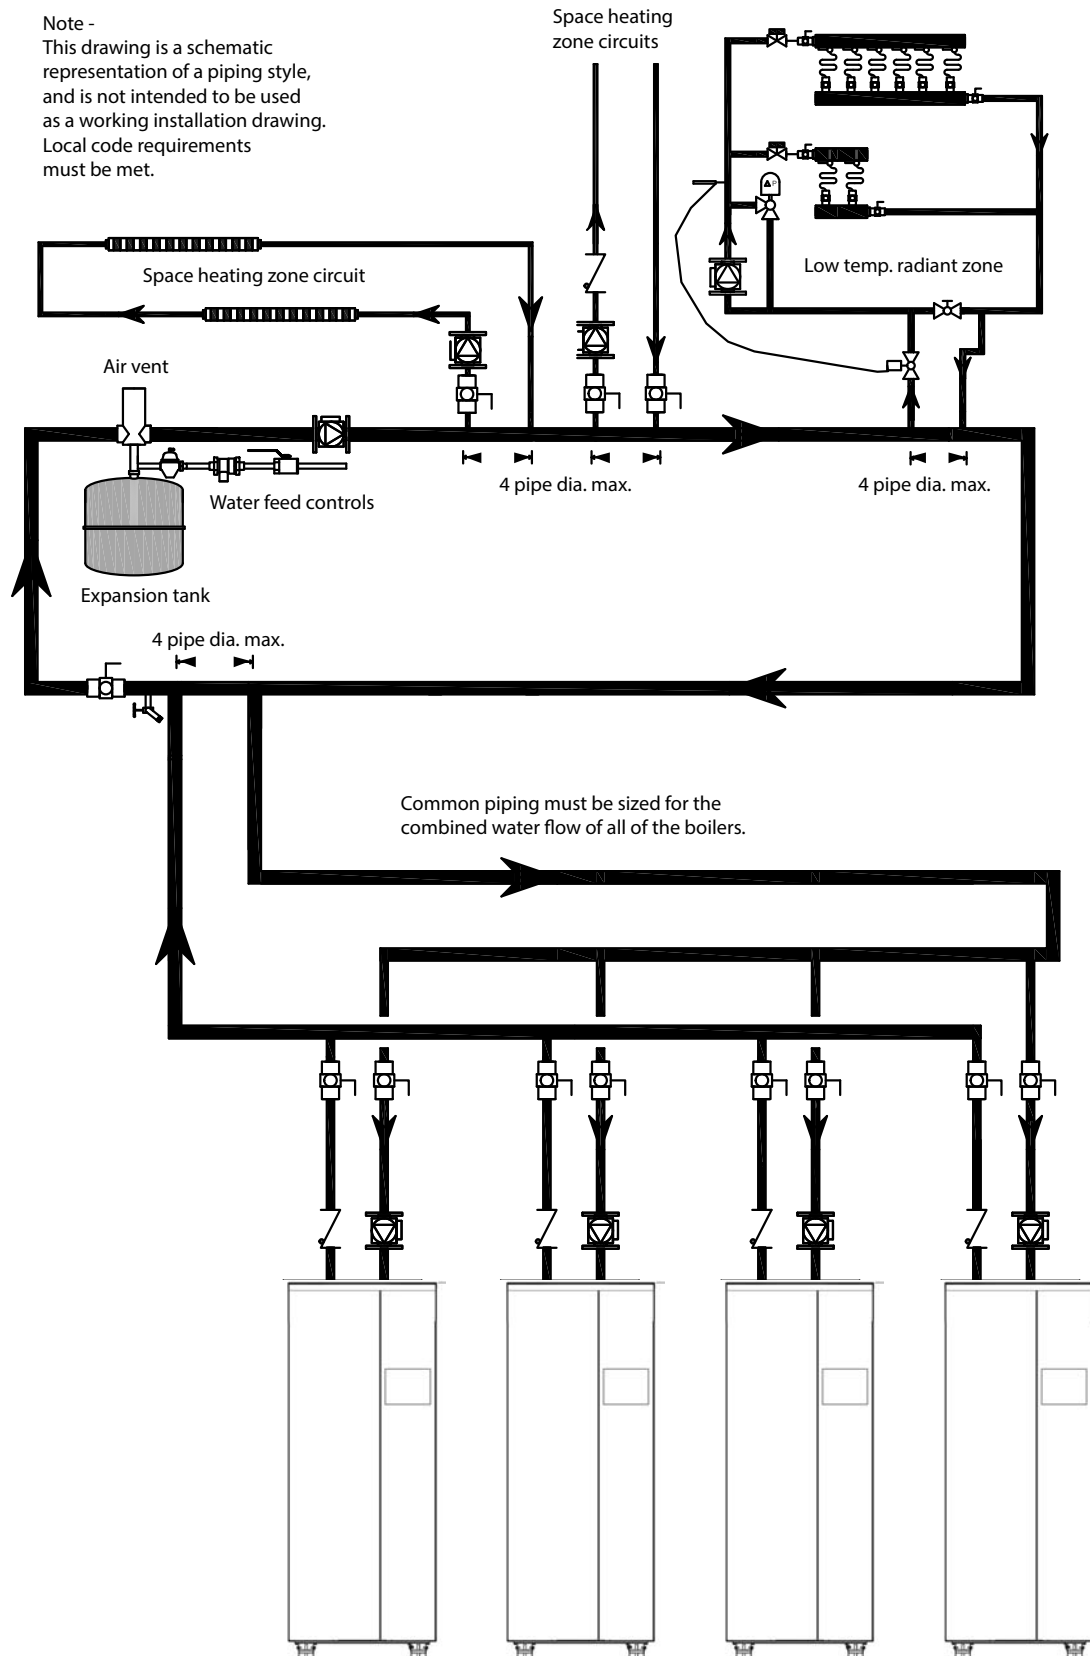 Note -
This drawing is a schematic
representation of a piping style,
and is not intended to be used
as a working installation drawing.
Local code requirements
must be met.
Space heating
zone circuits
P
Low temp. radiant zone
Space heating zone circuit
Air vent
4 pipe dia. max.
4 pipe dia. max.
Water feed controls
Expansion tank
4 pipe dia. max.
Common piping must be sized for the
combined water flow of all of the boilers.